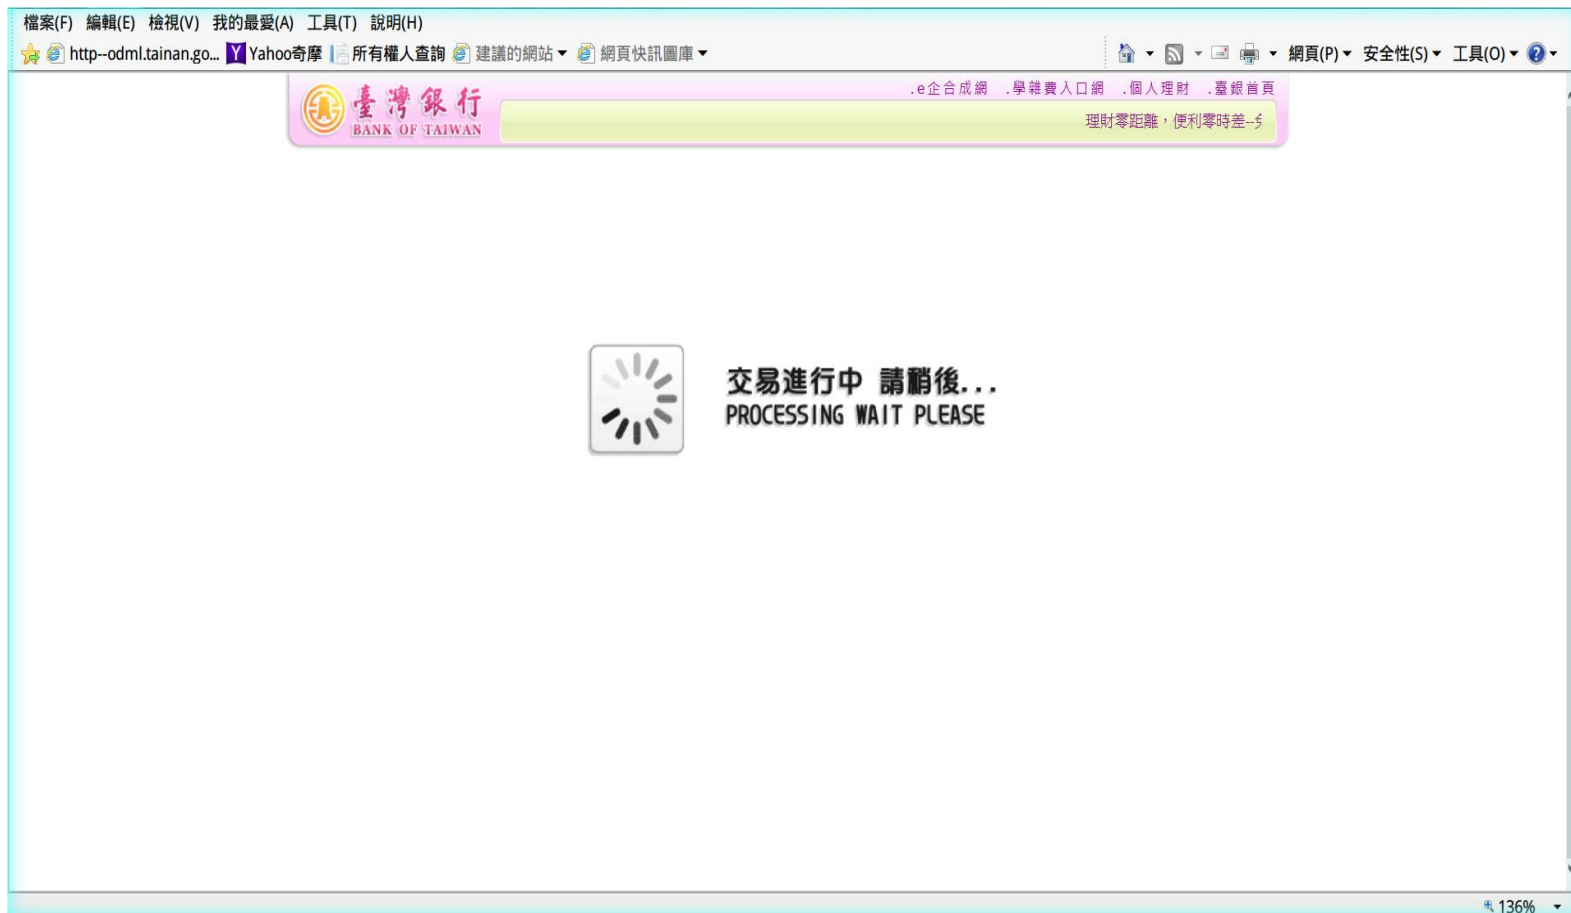 檔案(F) 編輯(E) 檢視(V) 我的最愛(A) 工具(T) 說明(H)
http--odml.tainan.go... Yahoo奇摩 所有權人查詢 建議的網站 網頁快訊圖庫 網頁(P) 安全性(S) 工具(O)
臺灣銀行
BANK OF TAIWAN
.e企合成網 .學雜費入口網 .個人理財 .臺銀首頁
理財零距離，便利零時差--
交易進行中 請稍後...
PROCESSING WAIT PLEASE
136%